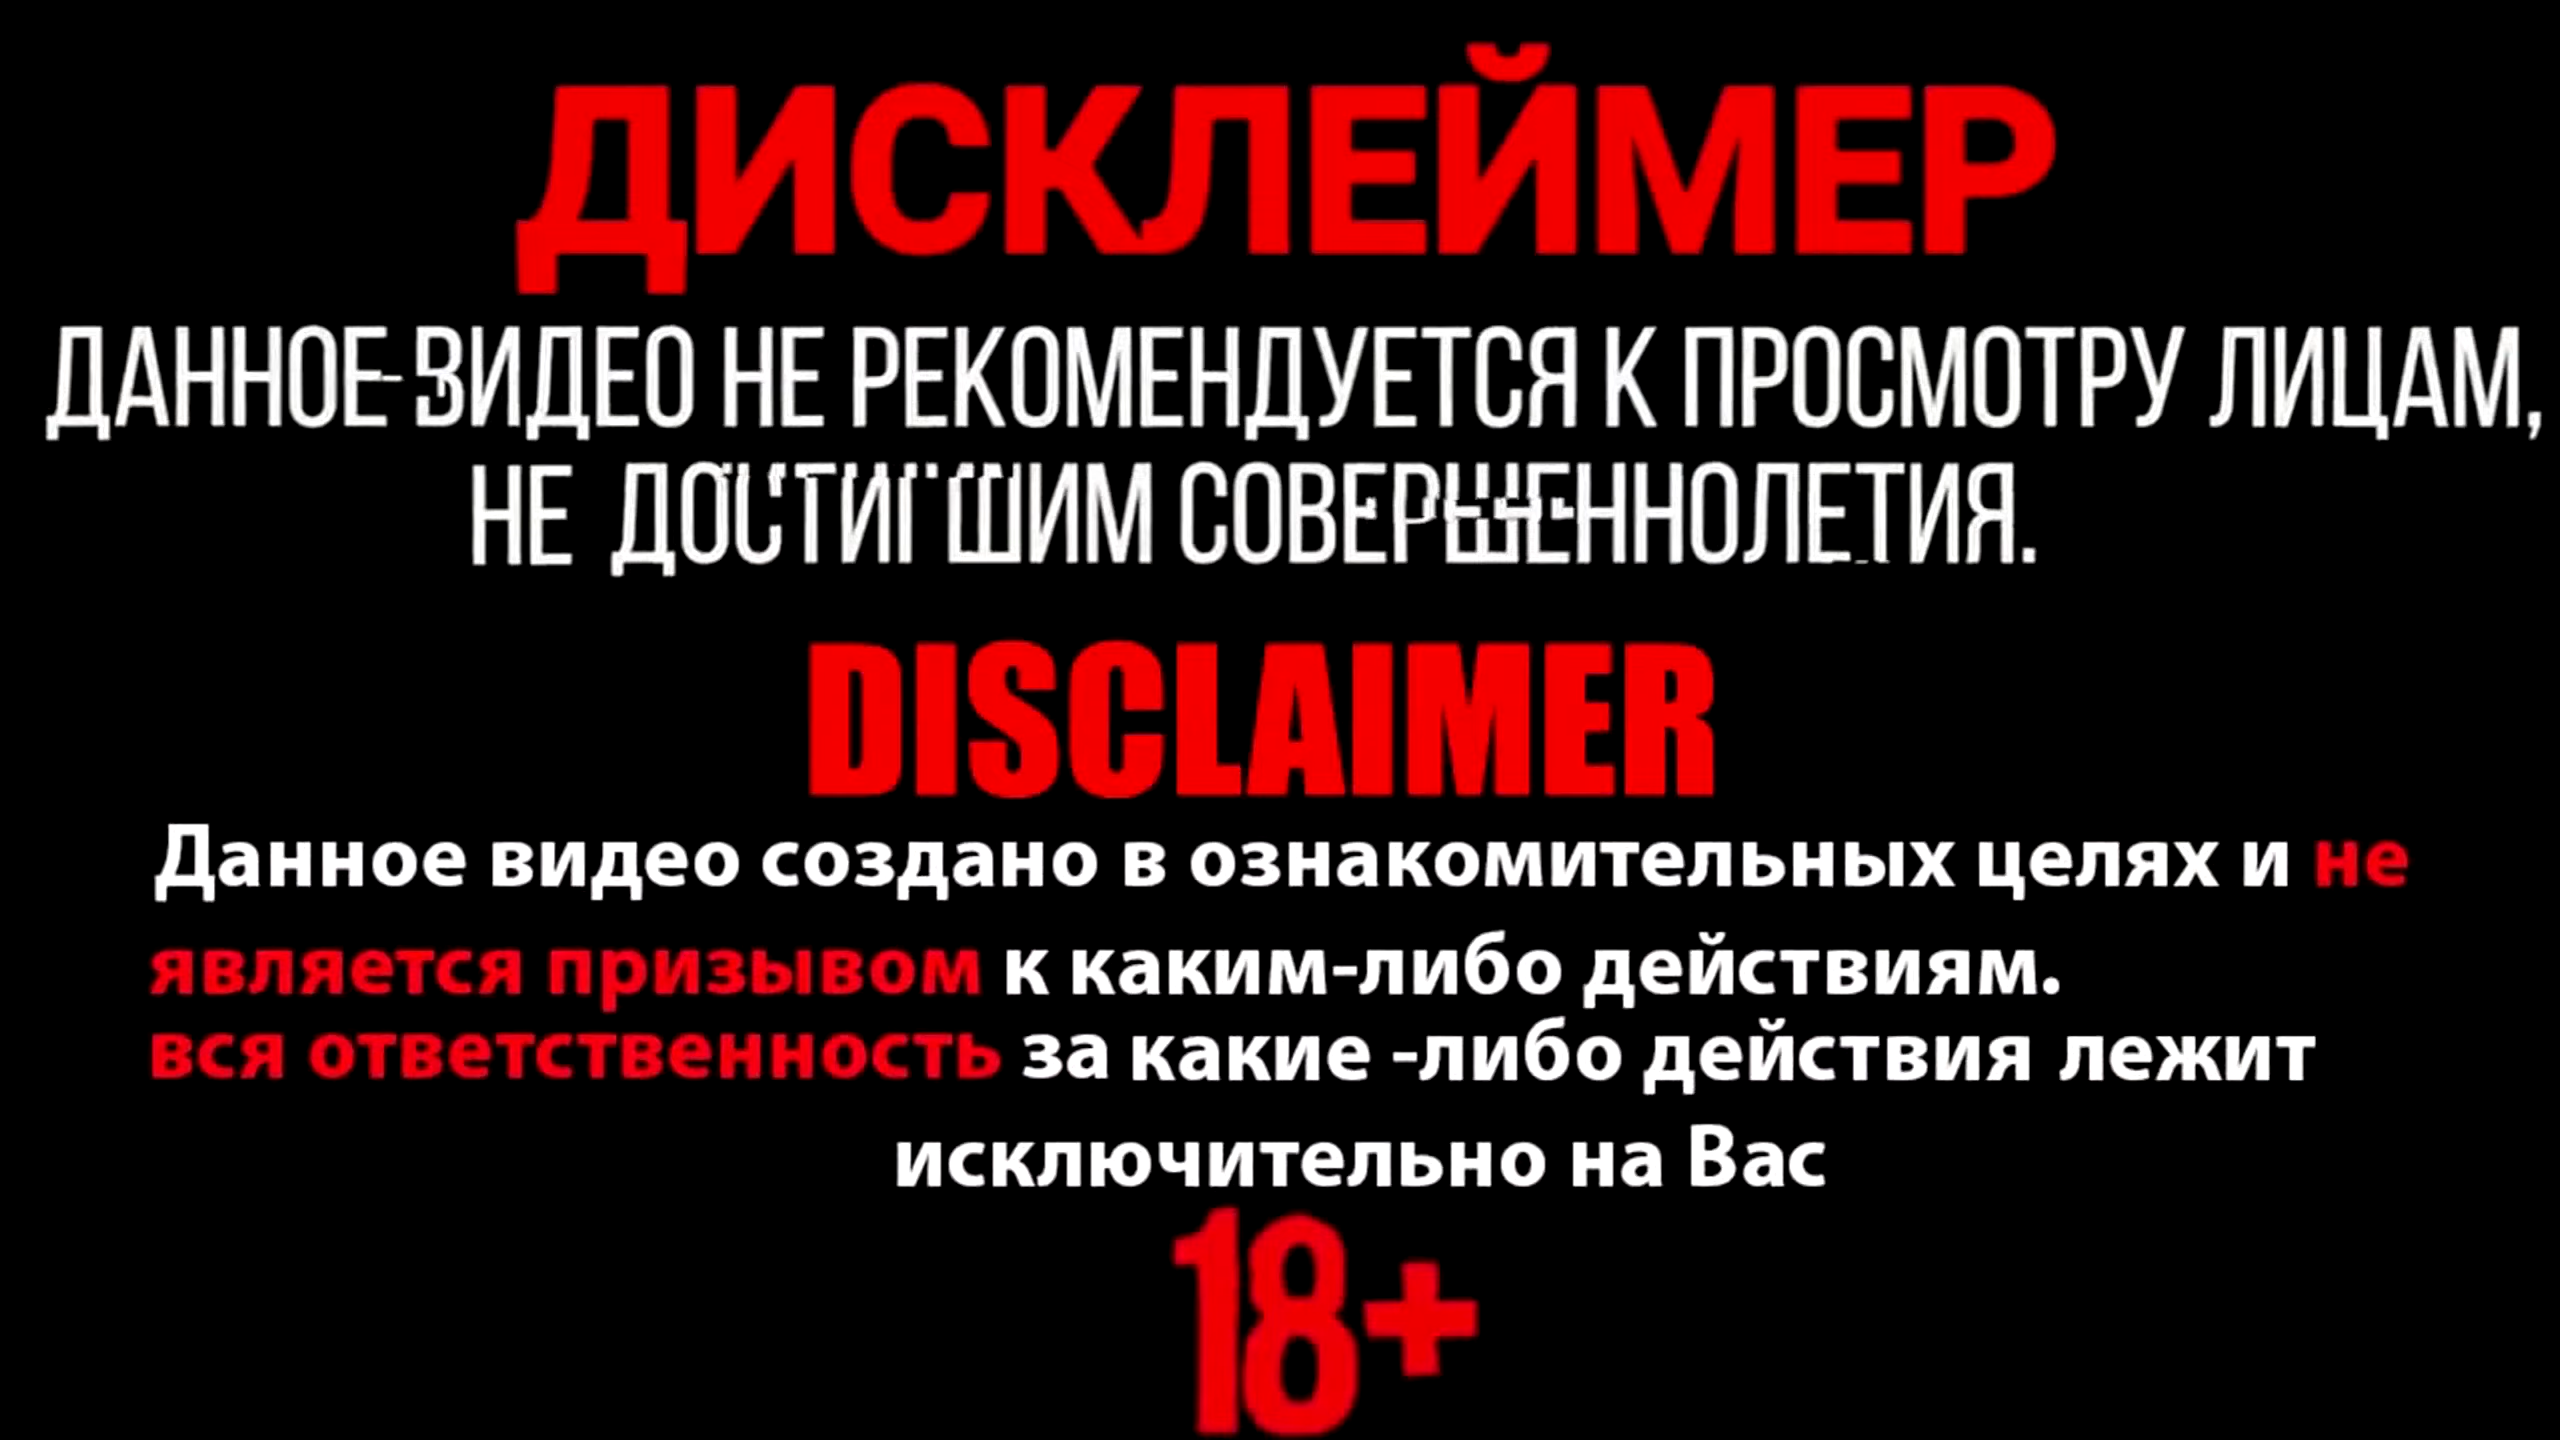 ДИСКЛЕЙМЕР
ДАННОЕ ВИДЕО НЕ РЕКОМЕНДУЕТСЯ К ПРОСМОТРУ ЛИЦАМ,
НЕ ДОСТИГШИМ СОВЕРШЕННОЛЕТИЯ.
DISCLAIMER
Данное видео создано в ознакомительных целях и не
является призывом к каким-либо действиям.
вся ответственность за какие -либо действия лежит
исключительно на Вас
18+